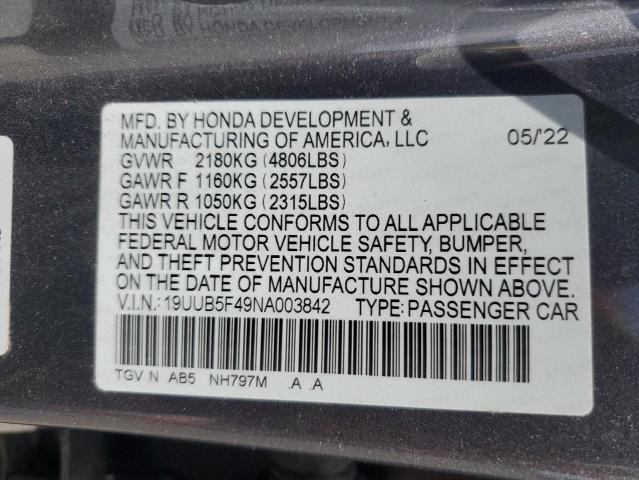 MFD. BY HONDA DEVELOPMENT &
MANUFACTURING OF AMERICA, LLC 05/'22
GVWR 2180KG (4806LBS)
GAWR F 1160KG (2557LBS)
GAWR R 1050KG (2315LBS)
THIS VEHICLE CONFORMS TO ALL APPLICABLE
FEDERAL MOTOR VEHICLE SAFETY, BUMPER,
AND THEFT PREVENTION STANDARDS IN EFFECT
ON THE DATE OF MANUFACTURE SHOWN ABOVE.
V.I.N.: 19UUB5F49NA003842 TYPE: PASSENGER CAR
TGV N AB5 NH797M .A .A